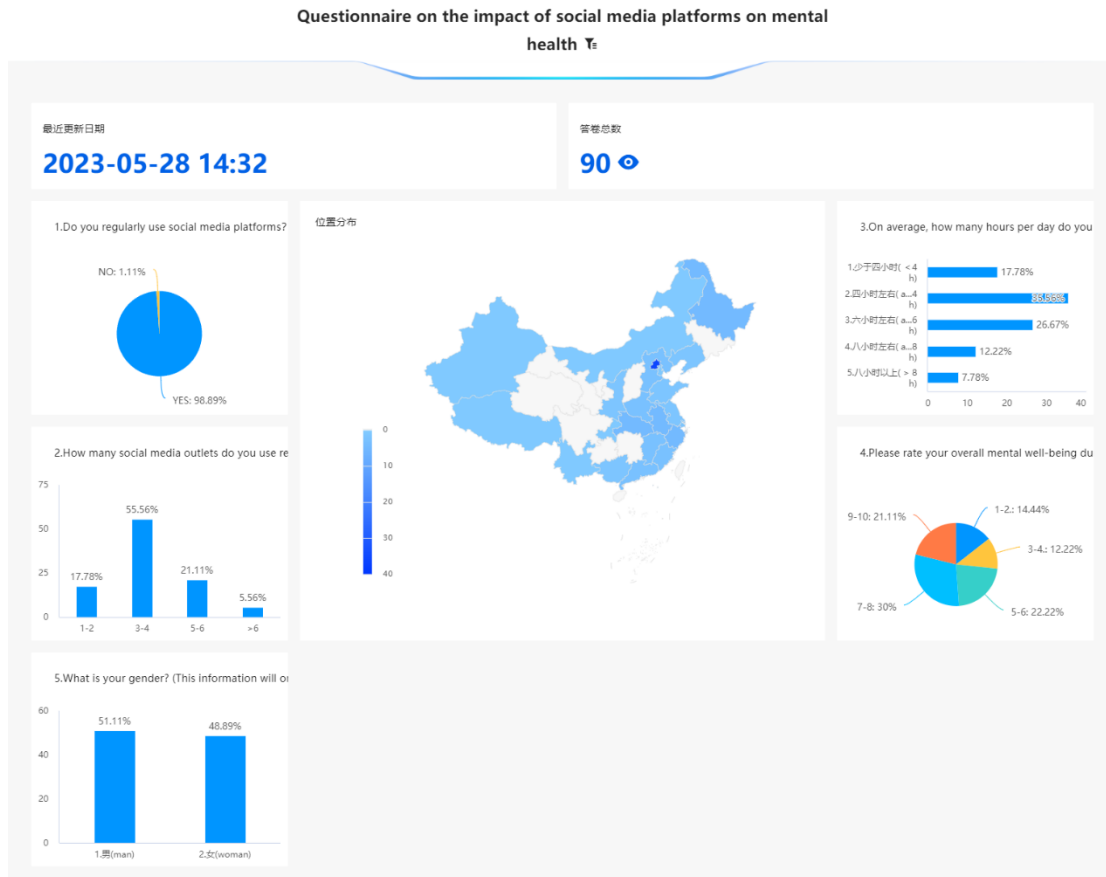 Questionnaire on the impact of social media platforms on mental
health
最近更新日期
2023-05-28 14:32
答卷总数
90
1.Do you regularly use social media platforms?
NO: 1.11%
YES: 98.89%
位置分布
0
10
20
30
40
3.On average, how many hours per day do you
1.少于四小时( < 4
h)
17.78%
2.四小时左右( a...4
h)
35.56%
3.六小时左右( a...6
h)
26.67%
4.八小时左右( a...8
h)
12.22%
5.八小时以上( > 8
h)
7.78%
0 10 20 30 40
2.How many social media outlets do you use re
75
50
25
0
17.78%
55.56%
21.11%
5.56%
1-2 3-4 5-6 >6
4.Please rate your overall mental well-being du
9-10: 21.11%
1-2.: 14.44%
3-4.: 12.22%
7-8: 30%
5-6: 22.22%
5.What is your gender? (This information will o
60
40
20
0
51.11%
48.89%
1.男(man) 2.女(woman)